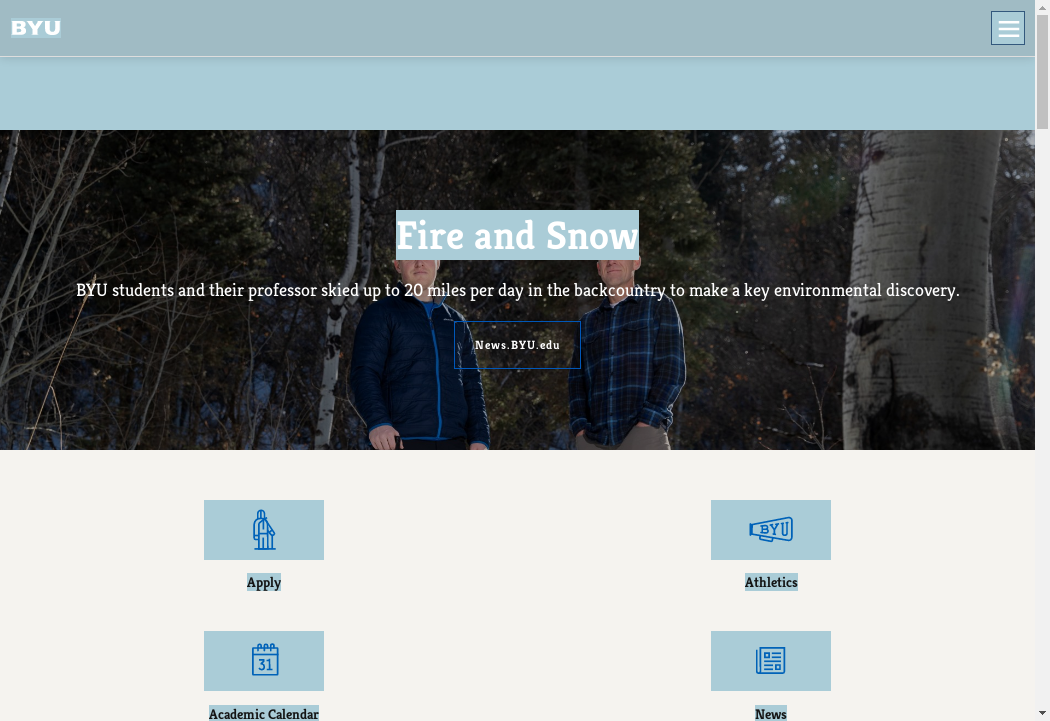 BYU
Fire and Snow
BYU students and their professor skied up to 20 miles per day in the backcountry to make a key environmental discovery.
News.BYU.edu
BYU
Apply
Athletics
31
Academic Calendar
News